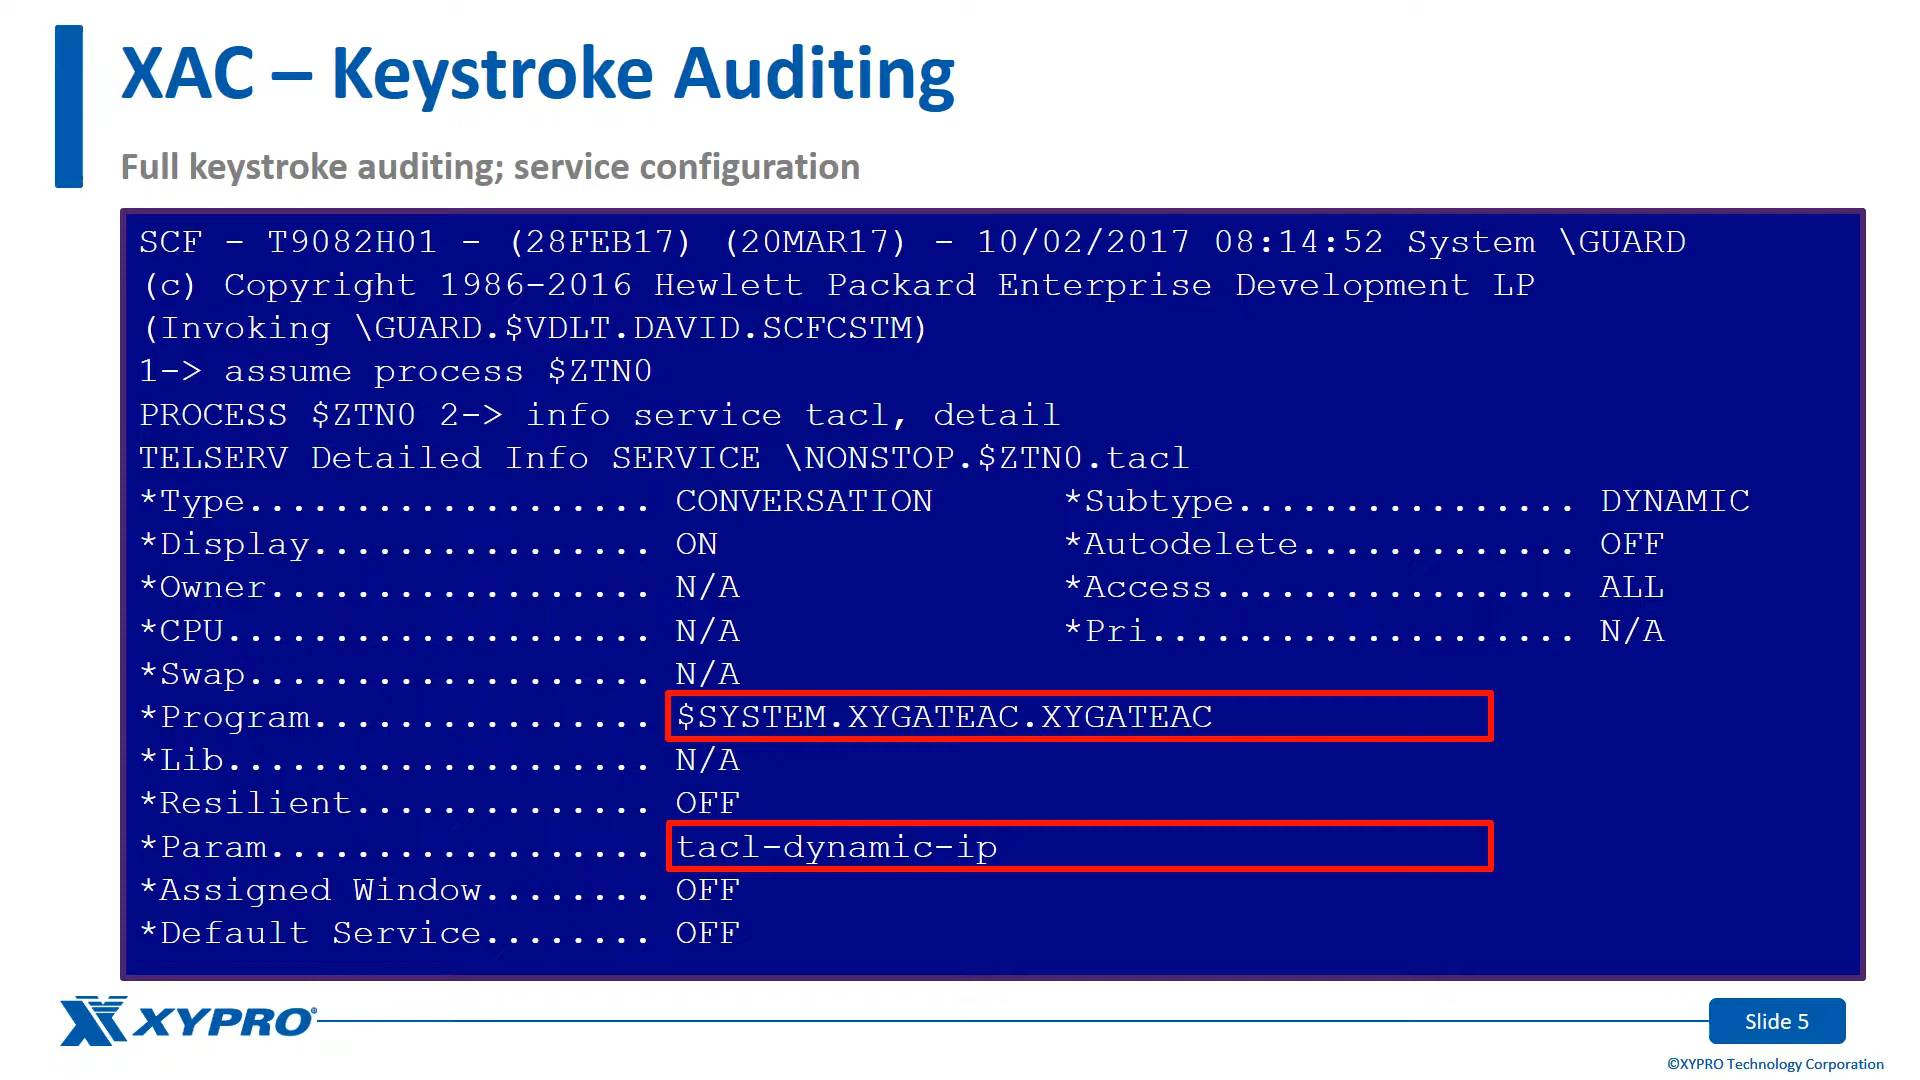 XAC – Keystroke Auditing
Full keystroke auditing; service configuration
SCF - T9082H01 - (28FEB17) (20MAR17) - 10/02/2017 08:14:52 System \GUARD
(c) Copyright 1986-2016 Hewlett Packard Enterprise Development LP
(Invoking \GUARD.$VDLT.DAVID.SCFCSTM)
1-> assume process $ZTN0
PROCESS $ZTN0 2-> info service tacl, detail
TELSERV Detailed Info SERVICE \NONSTOP.$ZTN0.tacl
*Type................... CONVERSATION *Subtype................ DYNAMIC
*Display................ ON *Autodelete............. OFF
*Owner.................. N/A *Access................. ALL
*CPU.................... N/A *Pri.................... N/A
*Swap................... N/A
*Program................ $SYSTEM.XYGATEAC.XYGATEAC
*Lib.................... N/A
*Resilient.............. OFF
*Param.................. tacl-dynamic-ip
*Assigned Window........ OFF
*Default Service........ OFF
XYPRO®
Slide 5
©XYPRO Technology Corporation